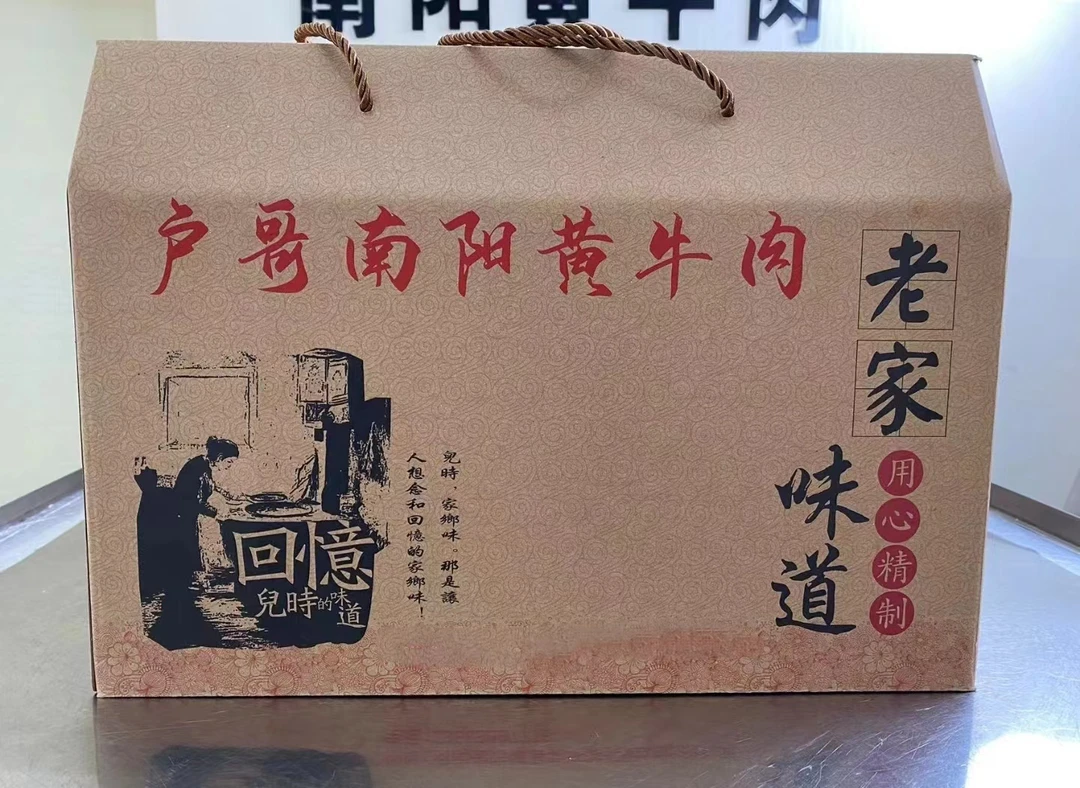 南阳黄牛肉
户哥南阳黄牛肉
老家
味道
用心精制
兒時，家鄉味。那是讓
人想念和回憶的家鄉味！
回憶
兒時的味道